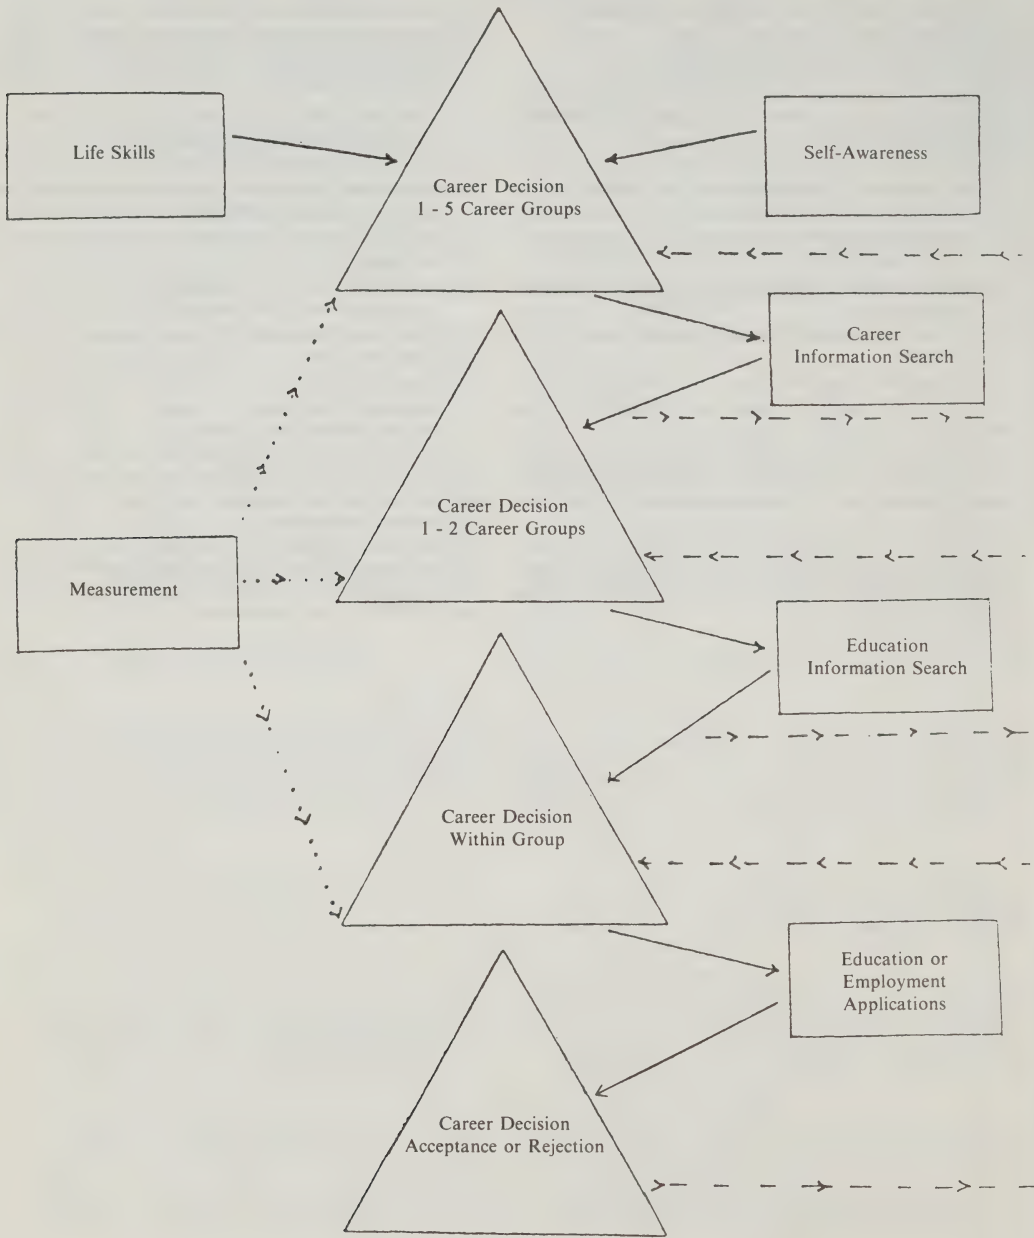 Life Skills
Self-Awareness
Career Decision
1 - 5 Career Groups
Career
Information Search
Career Decision
1 - 2 Career Groups
Measurement
Education
Information Search
Career Decision
Within Group
Education or
Employment
Applications
Career Decision
Acceptance or Rejection